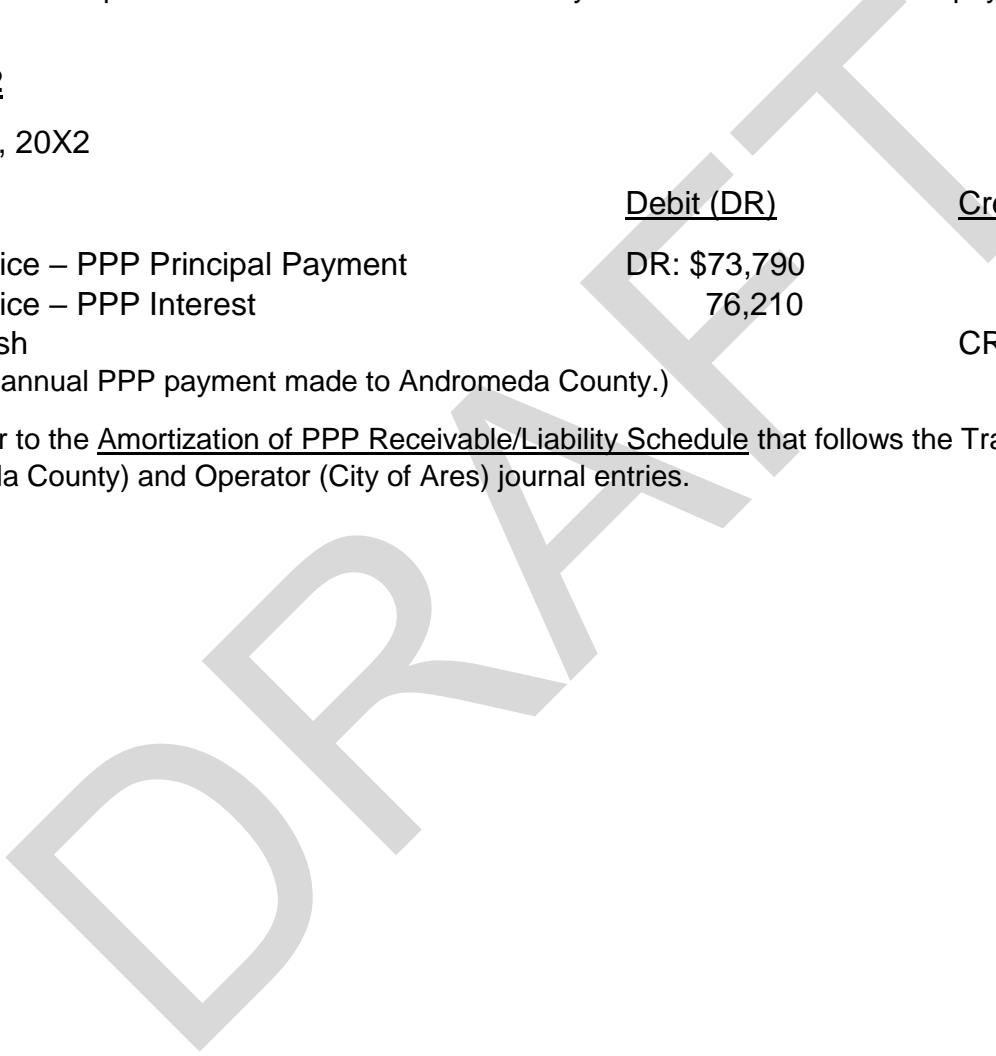 , 20X2
Debit (DR)
ice – PPP Principal Payment DR: $73,790
ice – PPP Interest 76,210
sh CR
annual PPP payment made to Andromeda County.)
r to the Amortization of PPP Receivable/Liability Schedule that follows the Tra
la County) and Operator (City of Ares) journal entries.
DRAFT